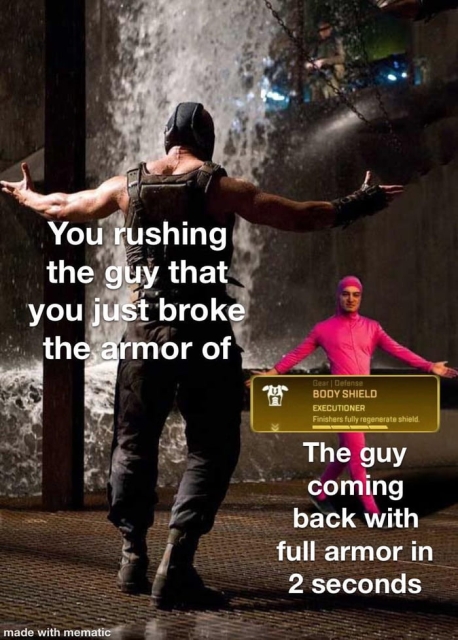 You rushing
the guy that
you just broke
the armor of
Gear | Defense
BODY SHIELD
EXECUTIONER
Finishers fully regenerate shield.
The guy
coming
back with
full armor in
2 seconds
made with mematic